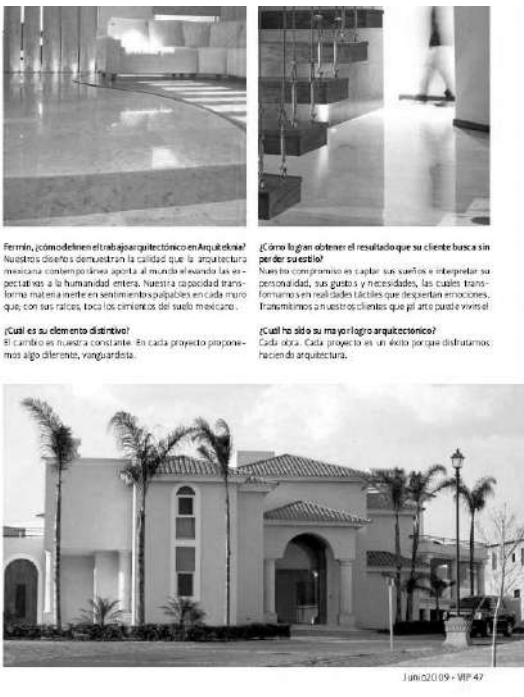 Fermín, ¿cómo definen el trabajo arquitectónico en Arquiteknia?
Nuestros diseños demuestran la calidad que la arquitectura
mexicana contemporánea aporta al mundo elevando las ex-
pectativas a la humanidad entera. Nuestra capacidad trans-
forma materia inerte en sentimientos palpables en cada muro
que, con sus raíces, toca los cimientos del suelo mexicano.
¿Cuál es su elemento distintivo?
El cambio es nuestra constante. En cada proyecto propone-
mos algo diferente, vanguardista.
¿Cómo logran obtener el resultado que su cliente busca sin
perder su estilo?
Nuestro compromiso es captar sus sueños e interpretar su
personalidad, sus gustos y necesidades, las cuales trans-
formamos en realidades táctiles que despiertan emociones.
Transmitimos a nuestros clientes que ¡el arte puede vivirse!
¿Cuál ha sido su mayor logro arquitectónico?
Cada obra. Cada proyecto es un éxito porque disfrutamos
haciendo arquitectura.
Junio2009 • VIP 47